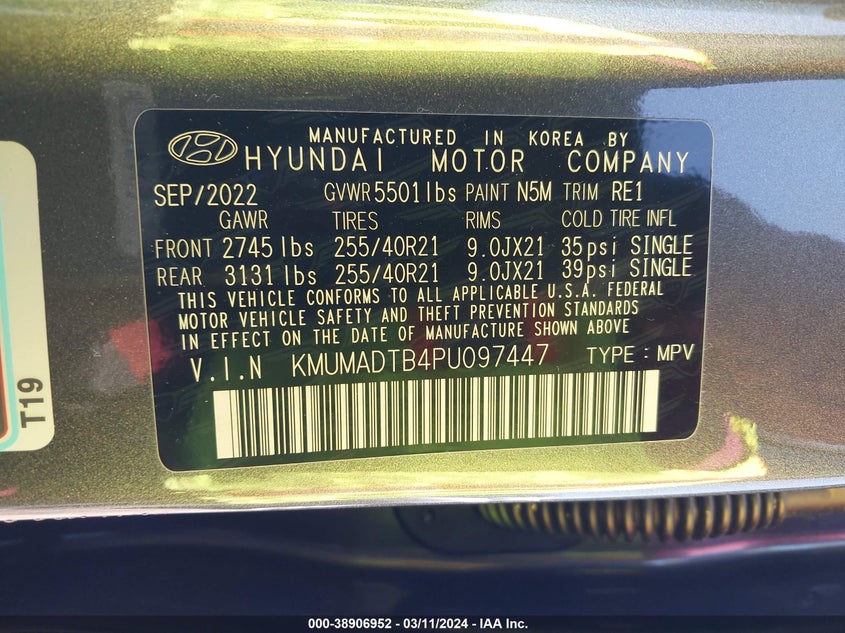 MANUFACTURED IN KOREA BY
HYUNDAI MOTOR COMPANY
SEP/2022 GVWR 5501 lbs PAINT N5M TRIM RE1
GAWR TIRES RIMS COLD TIRE INFL
FRONT 2745 lbs 255/40R21 9.0JX21 35psi SINGLE
REAR 3131 lbs 255/40R21 9.0JX21 39psi SINGLE
THIS VEHICLE CONFORMS TO ALL APPLICABLE U.S.A. FEDERAL
MOTOR VEHICLE SAFETY AND THEFT PREVENTION STANDARDS
IN EFFECT ON THE DATE OF MANUFACTURE SHOWN ABOVE
V.I.N KMUMADTB4PU097447 TYPE : MPV
T19
000-38906952 - 03/11/2024 - IAA Inc.